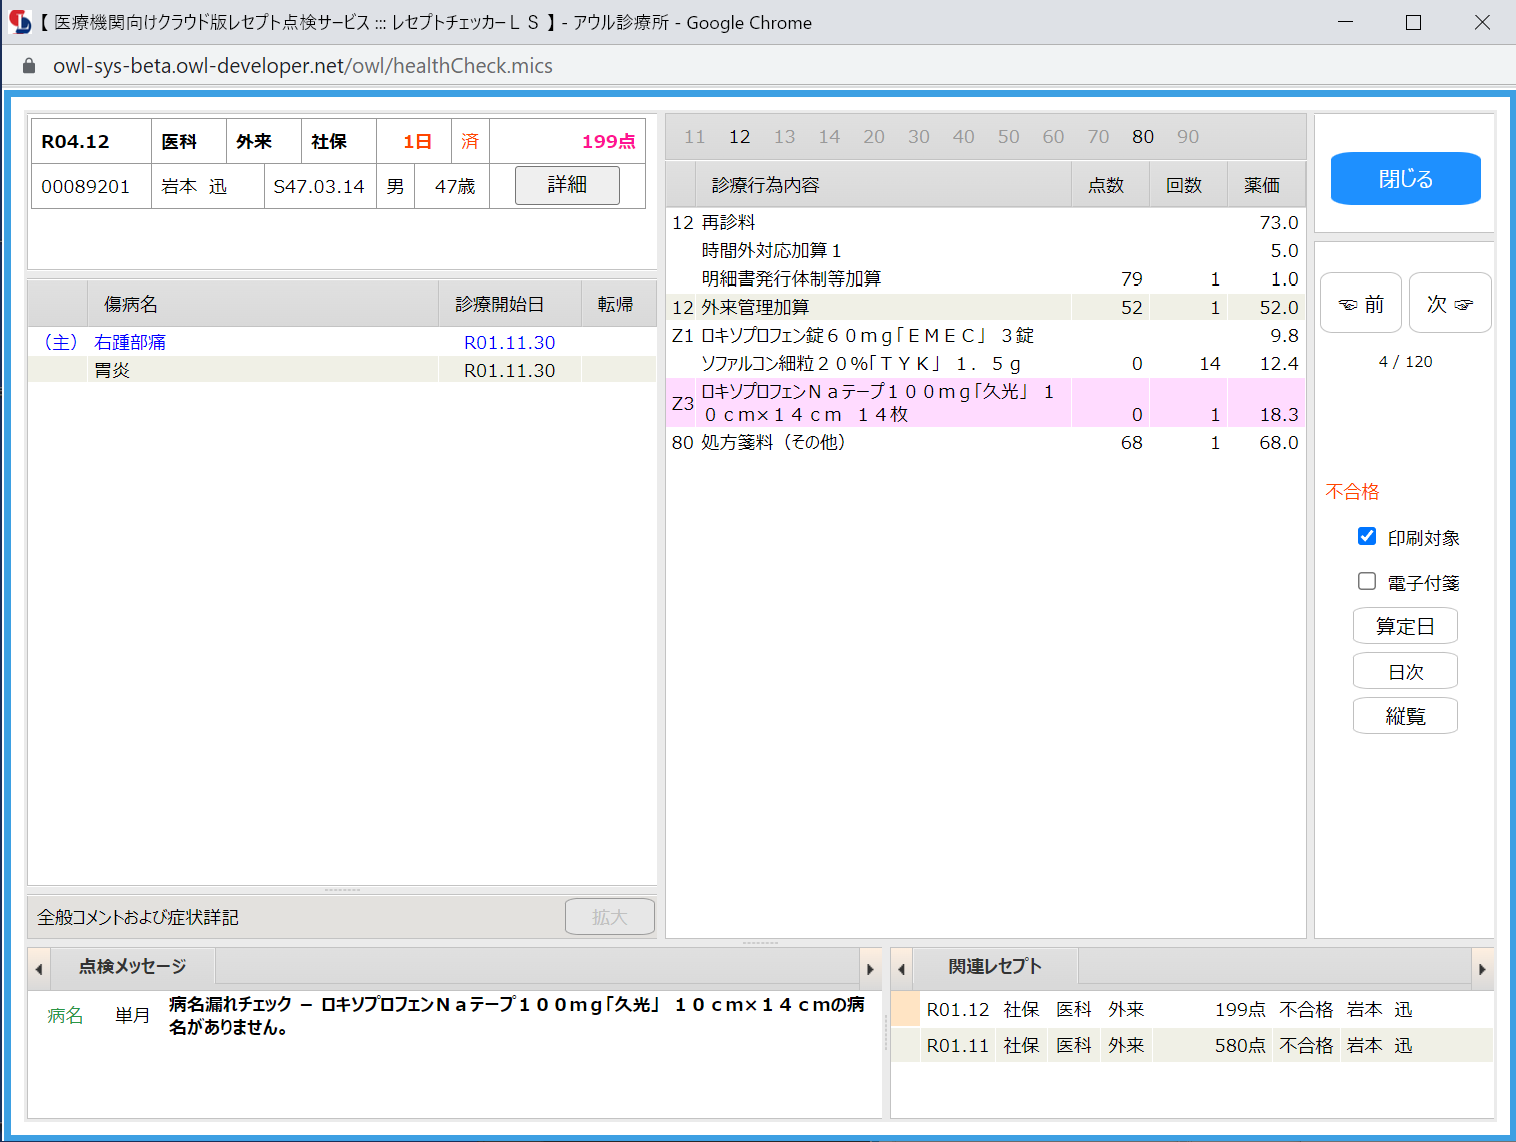 【 医療機関向けクラウド版レセプト点検サービス ::: レセプトチェッカーＬＳ 】 - アウル診療所 - Google Chrome
owl-sys-beta.owl-developer.net/owl/healthCheck.mics
R04.12 医科 外来 社保 1日 済 199点
00089201 岩本 迅 S47.03.14 男 47歳 詳細
傷病名 診療開始日 転帰
（主） 右踵部痛 R01.11.30
胃炎 R01.11.30
全般コメントおよび症状詳記 拡大
11 12 13 14 20 30 40 50 60 70 80 90
診療行為内容 点数 回数 薬価
12 再診料 73.0
時間外対応加算１ 5.0
明細書発行体制等加算 79 1 1.0
12 外来管理加算 52 1 52.0
Z1 ロキソプロフェン錠６０ｍｇ「ＥＭＥＣ」 ３錠 9.8
ソファルコン細粒２０％「ＴＹＫ」 １．５ｇ 0 14 12.4
Z3 ロキソプロフェンＮａテープ１００ｍｇ「久光」 １
０ｃｍ×１４ｃｍ １４枚 0 1 18.3
80 処方箋料（その他） 68 1 68.0
閉じる
☜ 前 次 ☞
4 / 120
不合格
印刷対象
電子付箋
算定日
日次
縦覧
点検メッセージ
病名 単月 病名漏れチェック － ロキソプロフェンＮａテープ１００ｍｇ「久光」 １０ｃｍ×１４ｃｍの病
名がありません。
関連レセプト
R01.12 社保 医科 外来 199点 不合格 岩本 迅
R01.11 社保 医科 外来 580点 不合格 岩本 迅